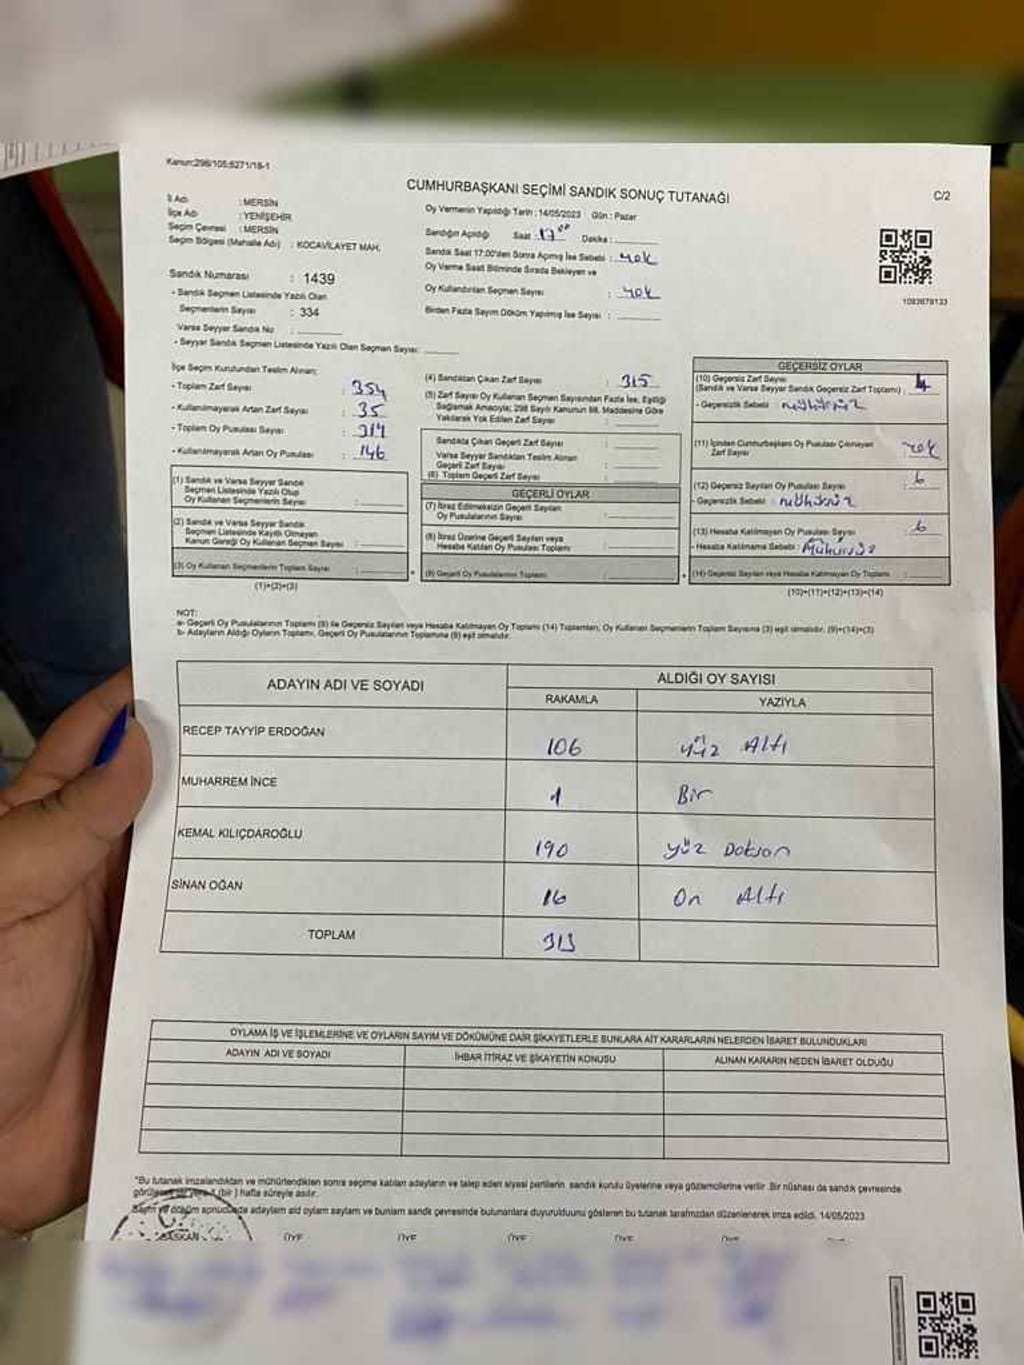 Kanun:298/105;6271/18-1
CUMHURBAŞKANI SEÇİMİ SANDIK SONUÇ TUTANAĞI
C/2
İl Adı : MERSİN
İlçe Adı : YENİŞEHİR
Seçim Çevresi : MERSİN
Seçim Bölgesi (Mahalle Adı) : KOCAVİLAYET MAH.
Sandık Numarası : 1439
- Sandık Seçmen Listesinde Yazılı Olan
Seçmenlerin Sayısı : 334
Varsa Seyyar Sandık No :
- Seyyar Sandık Seçmen Listesinde Yazılı Olan Seçmen Sayısı:
Oy Vermenin Yapıldığı Tarih : 14/05/2023 Gün : Pazar
Sandığın Açıldığı Saat : 17 00 Dakika :
Sandık Saat 17:00'den Sonra Açımış İse Sebebi : Yok
Oy Verme Saat Bitiminde Sırada Bekleyen ve
Oy Kullandırılan Seçmen Sayısı : Yok
Birden Fazla Sayım Döküm Yapılmış İse Sayısı :
1092679133
İlçe Seçim Kurulundan Teslim Alınan;
- Toplam Zarf Sayısı : 354
- Kullanılmayarak Artan Zarf Sayısı : 35
- Toplam Oy Pusulası Sayısı :
- Kullanılmayarak Artan Oy Pusulası : 146
(1) Sandık ve Varsa Seyyar Sandık
Seçmen Listesinde Yazılı Olup
Oy Kullanan Seçmenlerin Sayısı :
(2) Sandık ve Varsa Seyyar Sandık
Seçmen Listesinde Kayıtlı Olmayan
Kanun Gereği Oy Kullanan Seçmen Sayısı :
(3) Oy Kullanan Seçmenlerin Toplam Sayısı :
(1)+(2)=(3)
(4) Sandıktan Çıkan Zarf Sayısı : 315
(5) Zarf Sayısı Oy Kullanan Seçmen Sayısından Fazla İse, Eşitliği
Sağlamak Amacıyla; 298 Sayılı Kanunun 98. Maddesine Göre
Yakılarak Yok Edilen Zarf Sayısı :
Sandıkta Çıkan Geçerli Zarf Sayısı :
Varsa Seyyar Sandıktan Teslim Alınan
Geçerli Zarf Sayısı :
(6) Toplam Geçerli Zarf Sayısı :
GEÇERLİ OYLAR
(7) İtiraz Edilmeksizin Geçerli Sayılan
Oy Pusulalarının Sayısı :
(8) İtiraz Üzerine Geçerli Sayılan veya
Hesaba Katılan Oy Pusulası Toplamı :
(9) Geçerli Oy Pusulalarının Toplamı :
GEÇERSİZ OYLAR
(10) Geçersiz Zarf Sayısı
(Sandık ve Varsa Seyyar Sandık Geçersiz Zarf Toplamı) :
- Geçersizlik Sebebi : mühürsüz
(11) İçinden Cumhurbaşkanı Oy Pusulası Çıkmayan
Zarf Sayısı : Yok
(12) Geçersiz Sayılan Oy Pusulası Sayısı : 6
- Geçersizlik Sebebi : mühürsüz
(13) Hesaba Katılmayan Oy Pusulası Sayısı : 6
- Hesaba Katılmama Sebebi : Mühürsüz
(14) Geçersiz Sayılan veya Hesaba Katılmayan Oy Toplamı :
(10)+(11)+(12)+(13)=(14)
NOT:
a- Geçerli Oy Pusulalarının Toplamı (9) ile Geçersiz Sayılan veya Hesaba Katılmayan Oy Toplamı (14) Toplamları, Oy Kullanan Seçmenlerin Toplam Sayısına (3) eşit olmalıdır. (9)+(14)=(3)
b- Adayların Aldığı Oyların Toplamı, Geçerli Oy Pusulalarının Toplamına (9) eşit olmalıdır.
ADAYIN ADI VE SOYADI
ALDIĞI OY SAYISI
RAKAMLA YAZIYLA
RECEP TAYYİP ERDOĞAN 106 yüz Altı
MUHARREM İNCE 1 Bir
KEMAL KILIÇDAROĞLU 190 yüz Doksan
SİNAN OĞAN 16 On Altı
TOPLAM 313
OYLAMA İŞ VE İŞLEMLERİNE VE OYLARIN SAYIM VE DÖKÜMÜNE DAİR ŞİKAYETLERLE BUNLARA AİT KARARLARIN NELERDEN İBARET BULUNDUKLARI
ADAYIN ADI VE SOYADI İHBAR İTİRAZ VE ŞİKAYETİN KONUSU ALINAN KARARIN NEDEN İBARET OLDUĞU
"Bu tutanak imzalandıktan ve mühürlendikten sonra seçime katılan adayların ve talep eden siyasi partilerin sandık kurulu üyelerine veya gözlemcilerine verilir. Bir nüshası da sandık çevresinde
görülecek bir yere 1 (bir) hafta süreyle asılır.
Sayım ve döküm sonucunda adayların oyların sayılan ve bunların sandık çevresinde bulunanlara duyurulduğunu gösteren bu tutanak tarafımızdan düzenlenerek imza edildi. 14/05/2023
BAŞKAN ÜYE ÜYE ÜYE ÜYE ÜYE